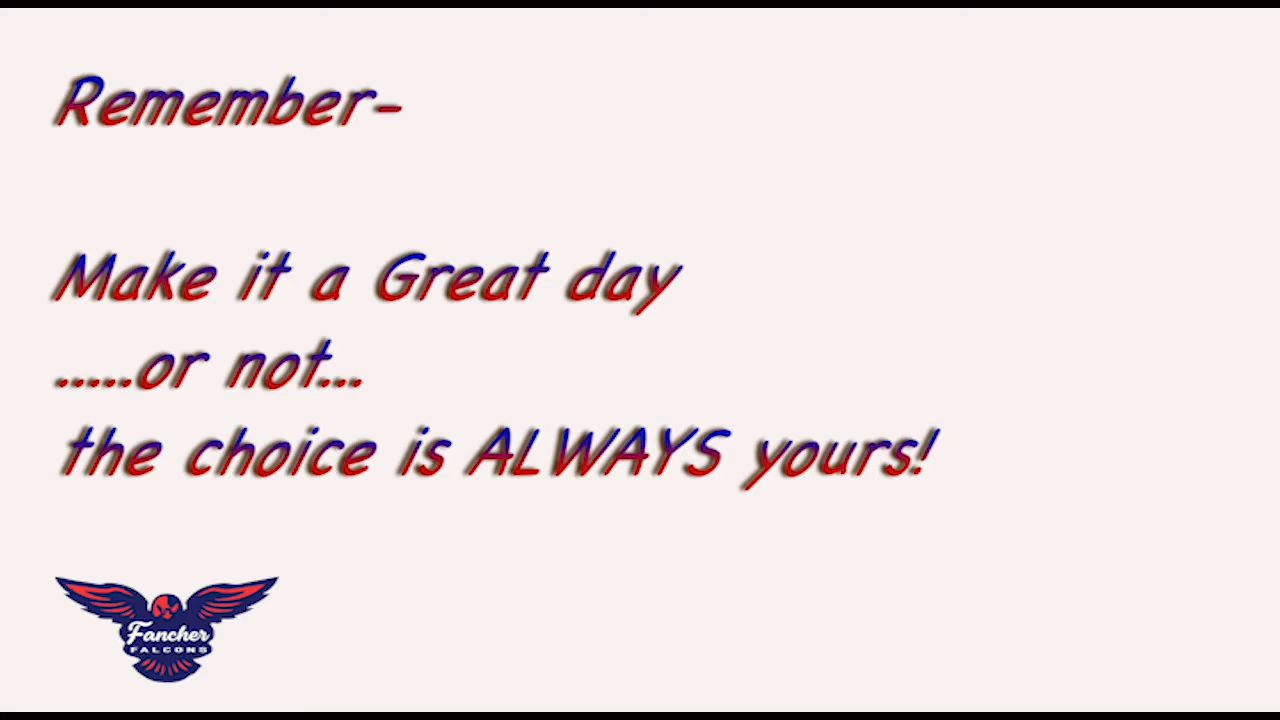 Remember-
Make it a Great day
.....or not...
the choice is ALWAYS yours!
Fancher
FALCONS